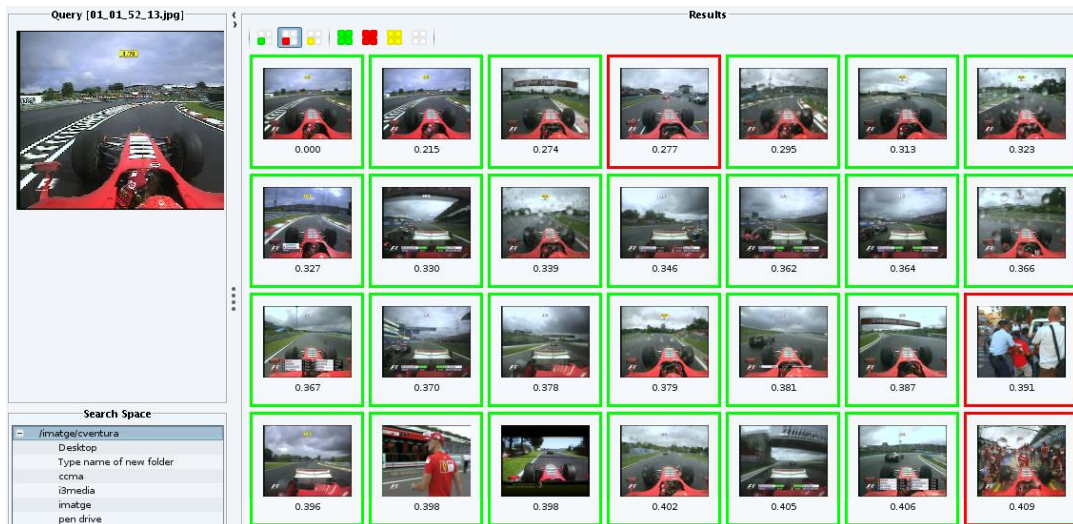 Query [01_01_52_13.jpg]
Results
0.000 0.215 0.274 0.277 0.295 0.313 0.323
0.327 0.330 0.339 0.346 0.362 0.364 0.366
0.367 0.370 0.378 0.379 0.381 0.387 0.391
0.396 0.398 0.398 0.402 0.405 0.406 0.409
Search Space
/imatge/cventura
Desktop
Type name of new folder
ccma
i3media
imatge
pen drive